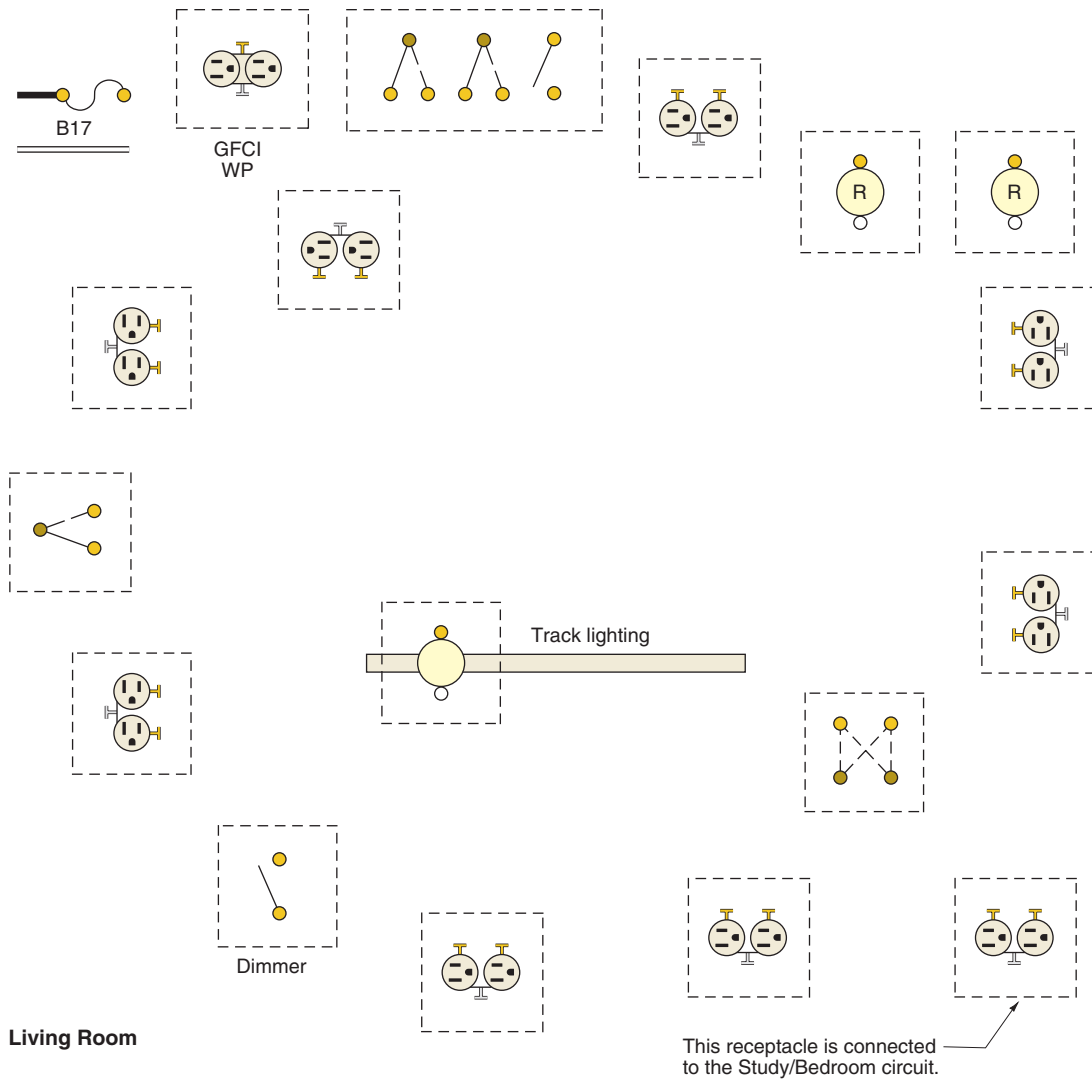 B17
GFCI
WP
R
R
Track lighting
Dimmer
Living Room
This receptacle is connected
to the Study/Bedroom circuit.